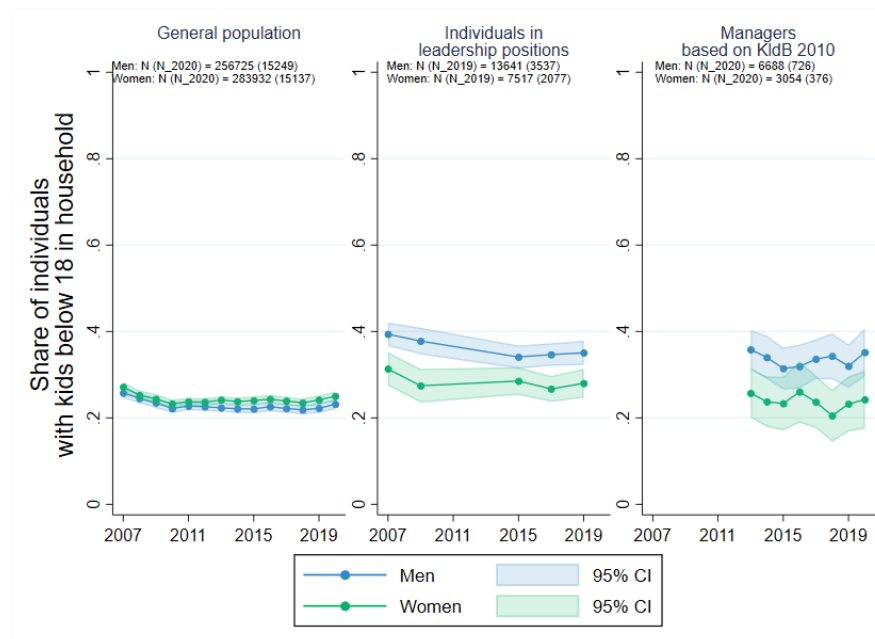 General population
Men: N (N_2020) = 256725 (15249)
Women: N (N_2020) = 283932 (15137)
Individuals in
leadership positions
Men: N (N_2019) = 13641 (3537)
Women: N (N_2019) = 7517 (2077)
Managers
based on KldB 2010
Men: N (N_2020) = 6688 (726)
Women: N (N_2020) = 3054 (376)
Share of individuals
with kids below 18 in household
1
.8
.6
.4
.2
0
2007 2011 2015 2019
1
.8
.6
.4
.2
0
2007 2011 2015 2019
1
.8
.6
.4
.2
0
2007 2011 2015 2019
Men 95% CI
Women 95% CI